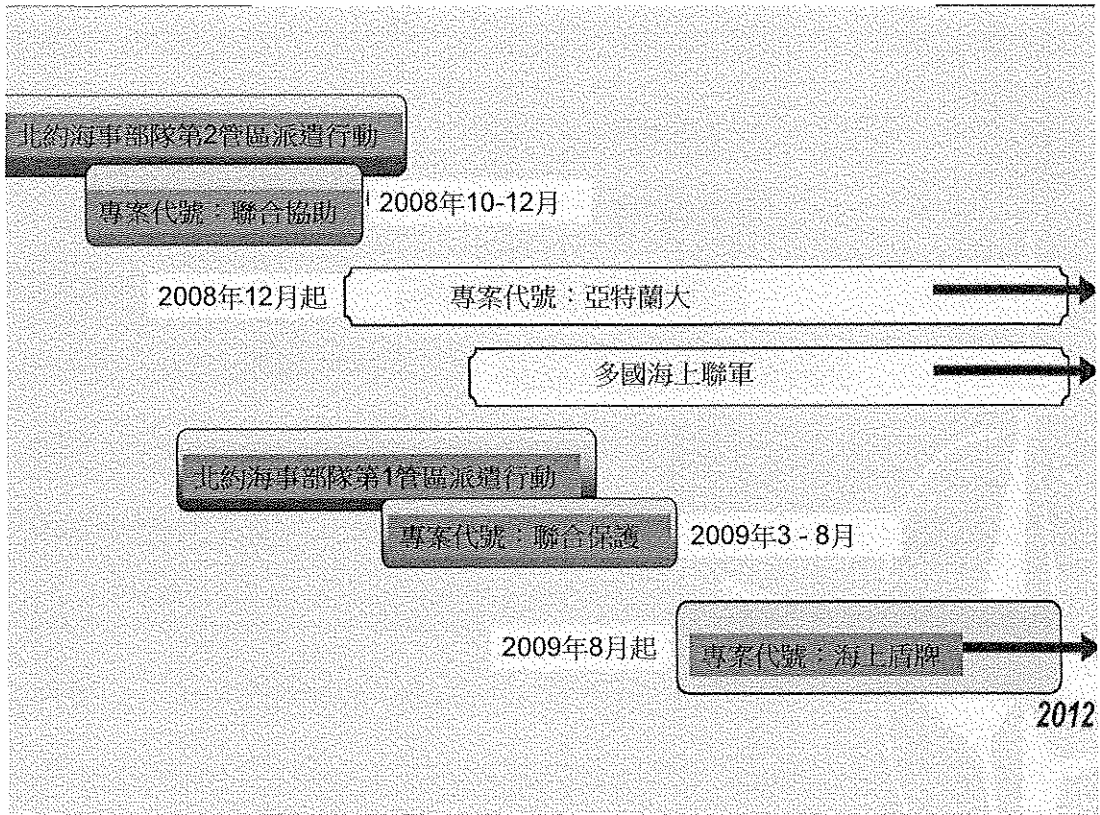 北約海事部隊第2管區派遣行動
專案代號：聯合協助
2008年10-12月
2008年12月起
專案代號：亞特蘭大
多國海上聯軍
北約海事部隊第1管區派遣行動
專案代號：聯合保護
2009年3 - 8月
2009年8月起
專案代號：海上盾牌
2012